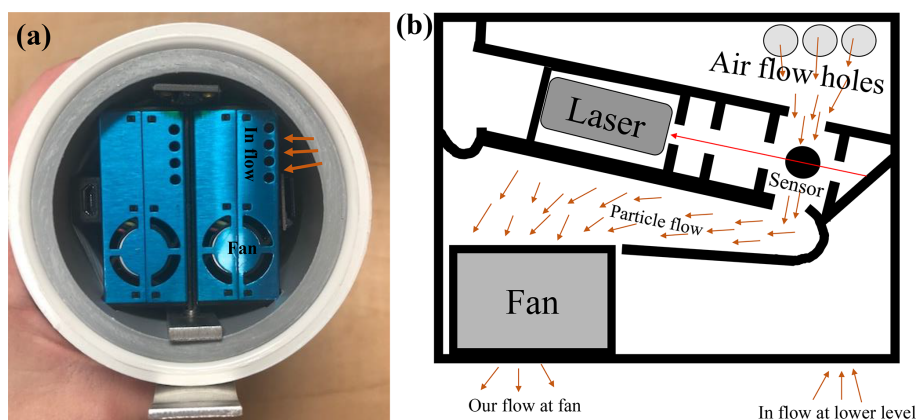 (a)
In flow
Fan
(b)
Air flow holes
Laser
Sensor
Particle flow
Fan
Our flow at fan
In flow at lower level